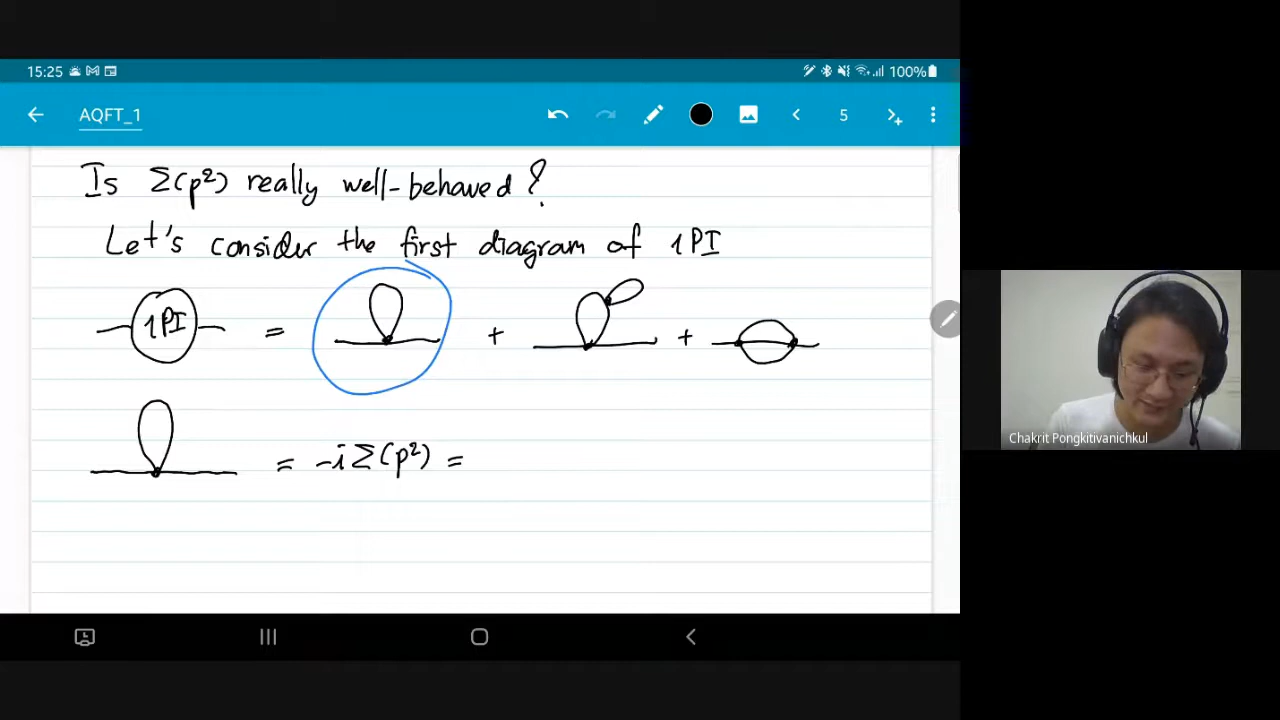 15:25 100%
AQFT_1 5
Is Σ(p²) really well-behaved?
Let's consider the first diagram of 1PI
1PI = + +
= -iΣ(p²) =
Chakrit Pongkitivanichkul